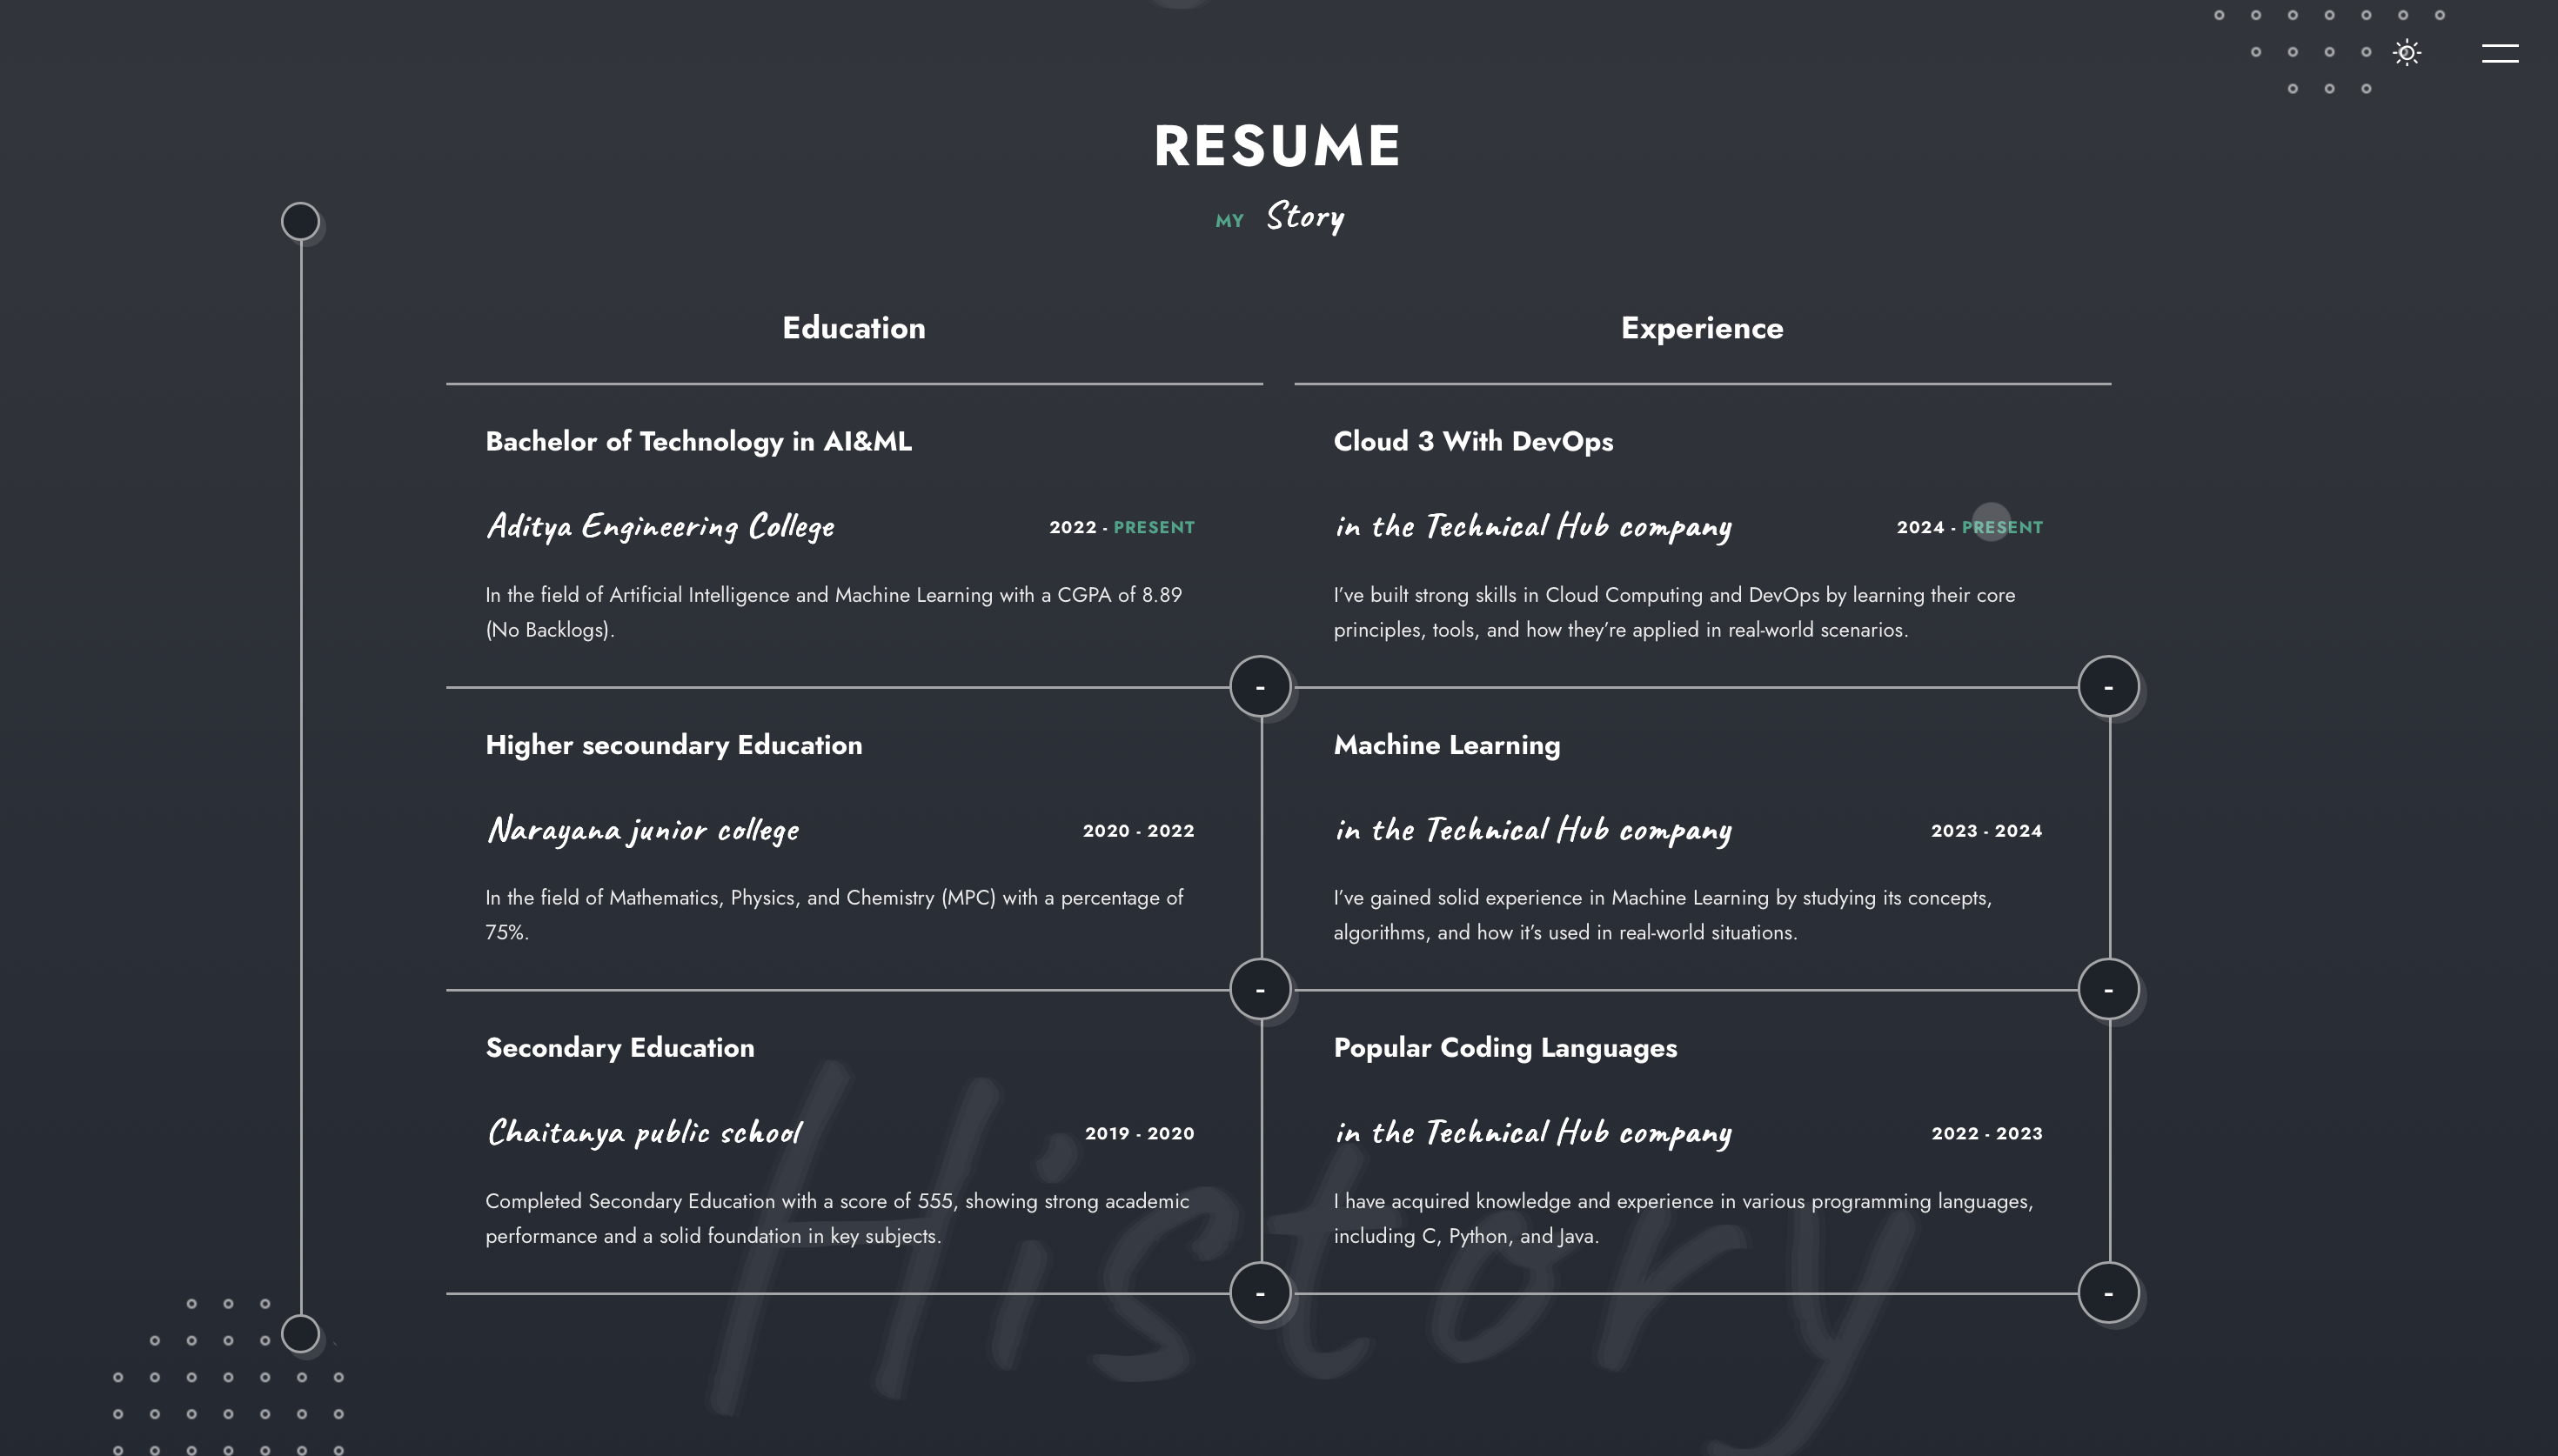 RESUME
MY Story
Education
Bachelor of Technology in AI&ML
Aditya Engineering College 2022 - PRESENT
In the field of Artificial Intelligence and Machine Learning with a CGPA of 8.89
(No Backlogs).
-
Higher secoundary Education
Narayana junior college 2020 - 2022
In the field of Mathematics, Physics, and Chemistry (MPC) with a percentage of
75%.
-
Secondary Education
Chaitanya public school 2019 - 2020
Completed Secondary Education with a score of 555, showing strong academic
performance and a solid foundation in key subjects.
-
Experience
Cloud 3 With DevOps
in the Technical Hub company 2024 - PRESENT
I've built strong skills in Cloud Computing and DevOps by learning their core
principles, tools, and how they're applied in real-world scenarios.
-
Machine Learning
in the Technical Hub company 2023 - 2024
I've gained solid experience in Machine Learning by studying its concepts,
algorithms, and how it's used in real-world situations.
-
Popular Coding Languages
in the Technical Hub company 2022 - 2023
I have acquired knowledge and experience in various programming languages,
including C, Python, and Java.
-
History